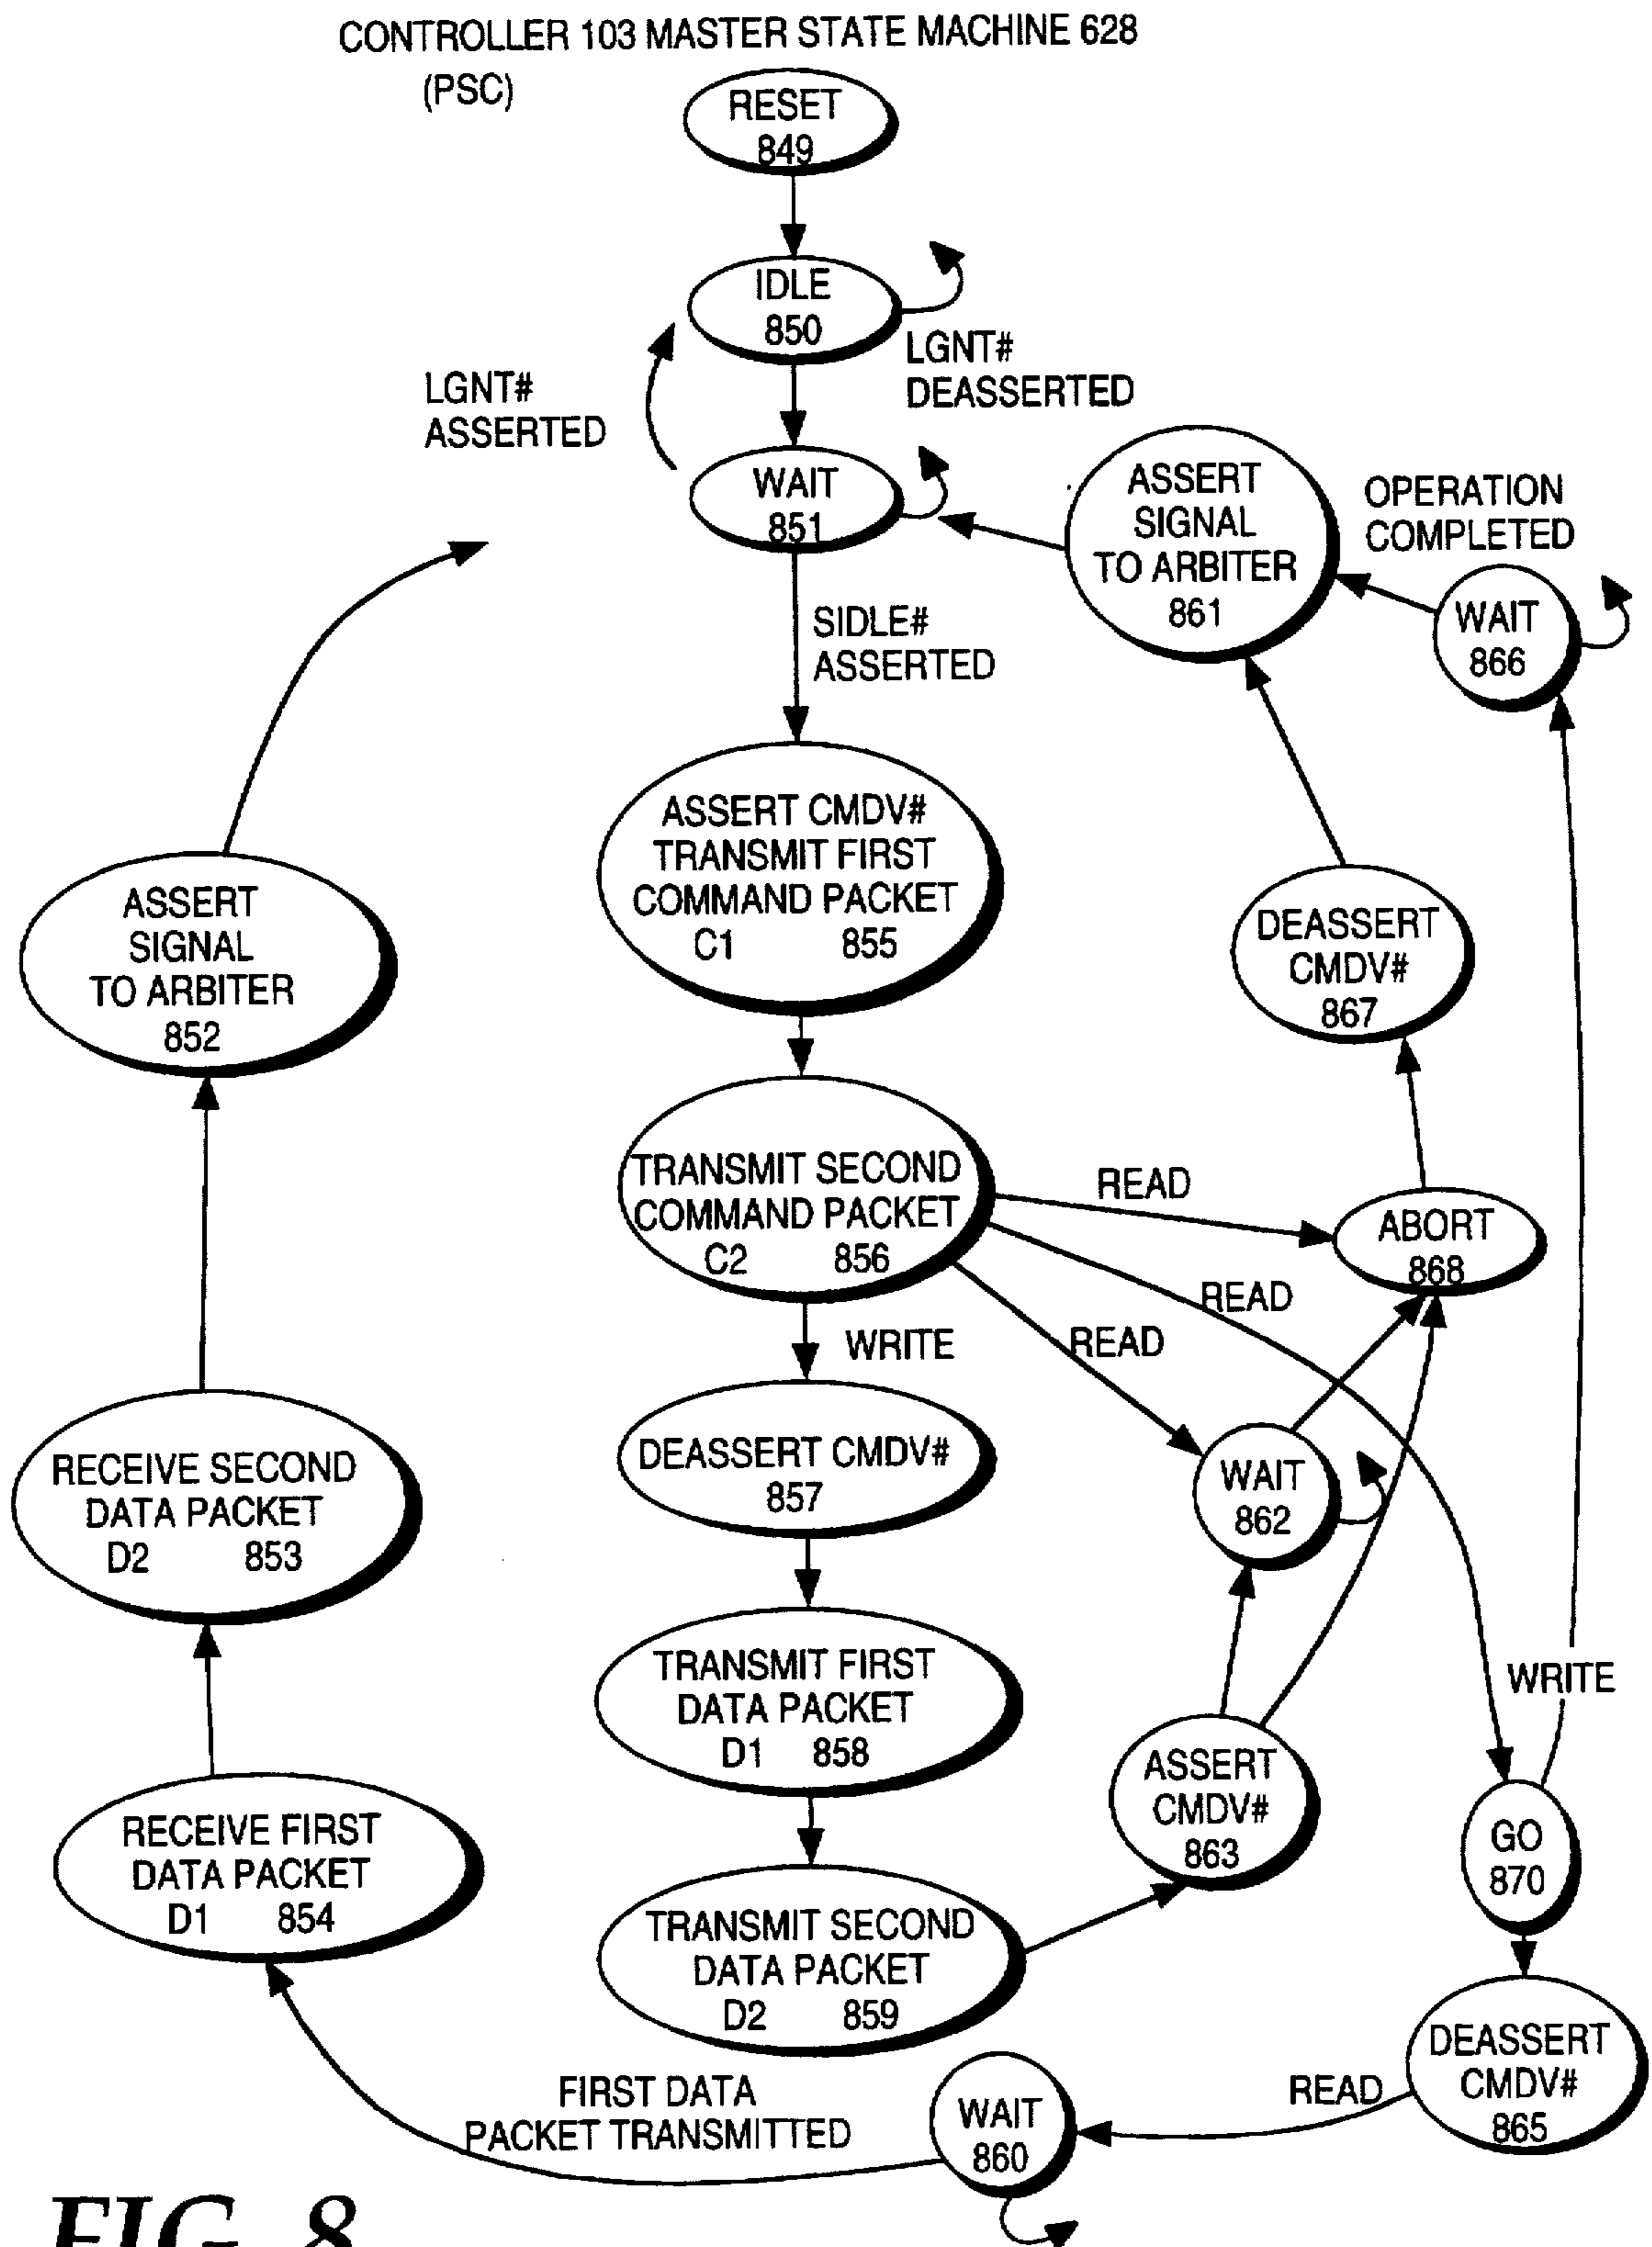 CONTROLLER 103 MASTER STATE MACHINE 628
(PSC)
RESET
849
IDLE
850
LGNT#
DEASSERTED
LGNT#
ASSERTED
WAIT
851
ASSERT
SIGNAL
TO ARBITER
861
OPERATION
COMPLETED
WAIT
866
SIDLE#
ASSERTED
ASSERT CMDV#
TRANSMIT FIRST
COMMAND PACKET
C1 855
ASSERT
SIGNAL
TO ARBITER
852
DEASSERT
CMDV#
867
TRANSMIT SECOND
COMMAND PACKET
C2 856
READ
ABORT
868
READ
READ
WRITE
DEASSERT CMDV#
857
WAIT
862
RECEIVE SECOND
DATA PACKET
D2 853
TRANSMIT FIRST
DATA PACKET
D1 858
WRITE
ASSERT
CMDV#
863
GO
870
RECEIVE FIRST
DATA PACKET
D1 854
TRANSMIT SECOND
DATA PACKET
D2 859
DEASSERT
CMDV#
865
READ
WAIT
860
FIRST DATA
PACKET TRANSMITTED
FIG. 8